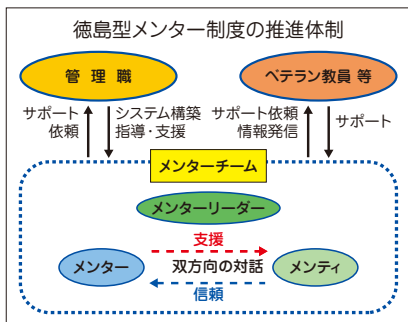 徳島型メンター制度の推進体制
管理職
ベテラン教員 等
サポート
依頼
システム構築
指導・支援
サポート依頼
情報発信
サポート
メンターチーム
メンターリーダー
支援
メンター
双方向の対話
メンティ
信頼